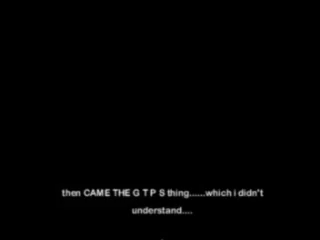 then CAME THE G T P S thing......which i didn't
understand....